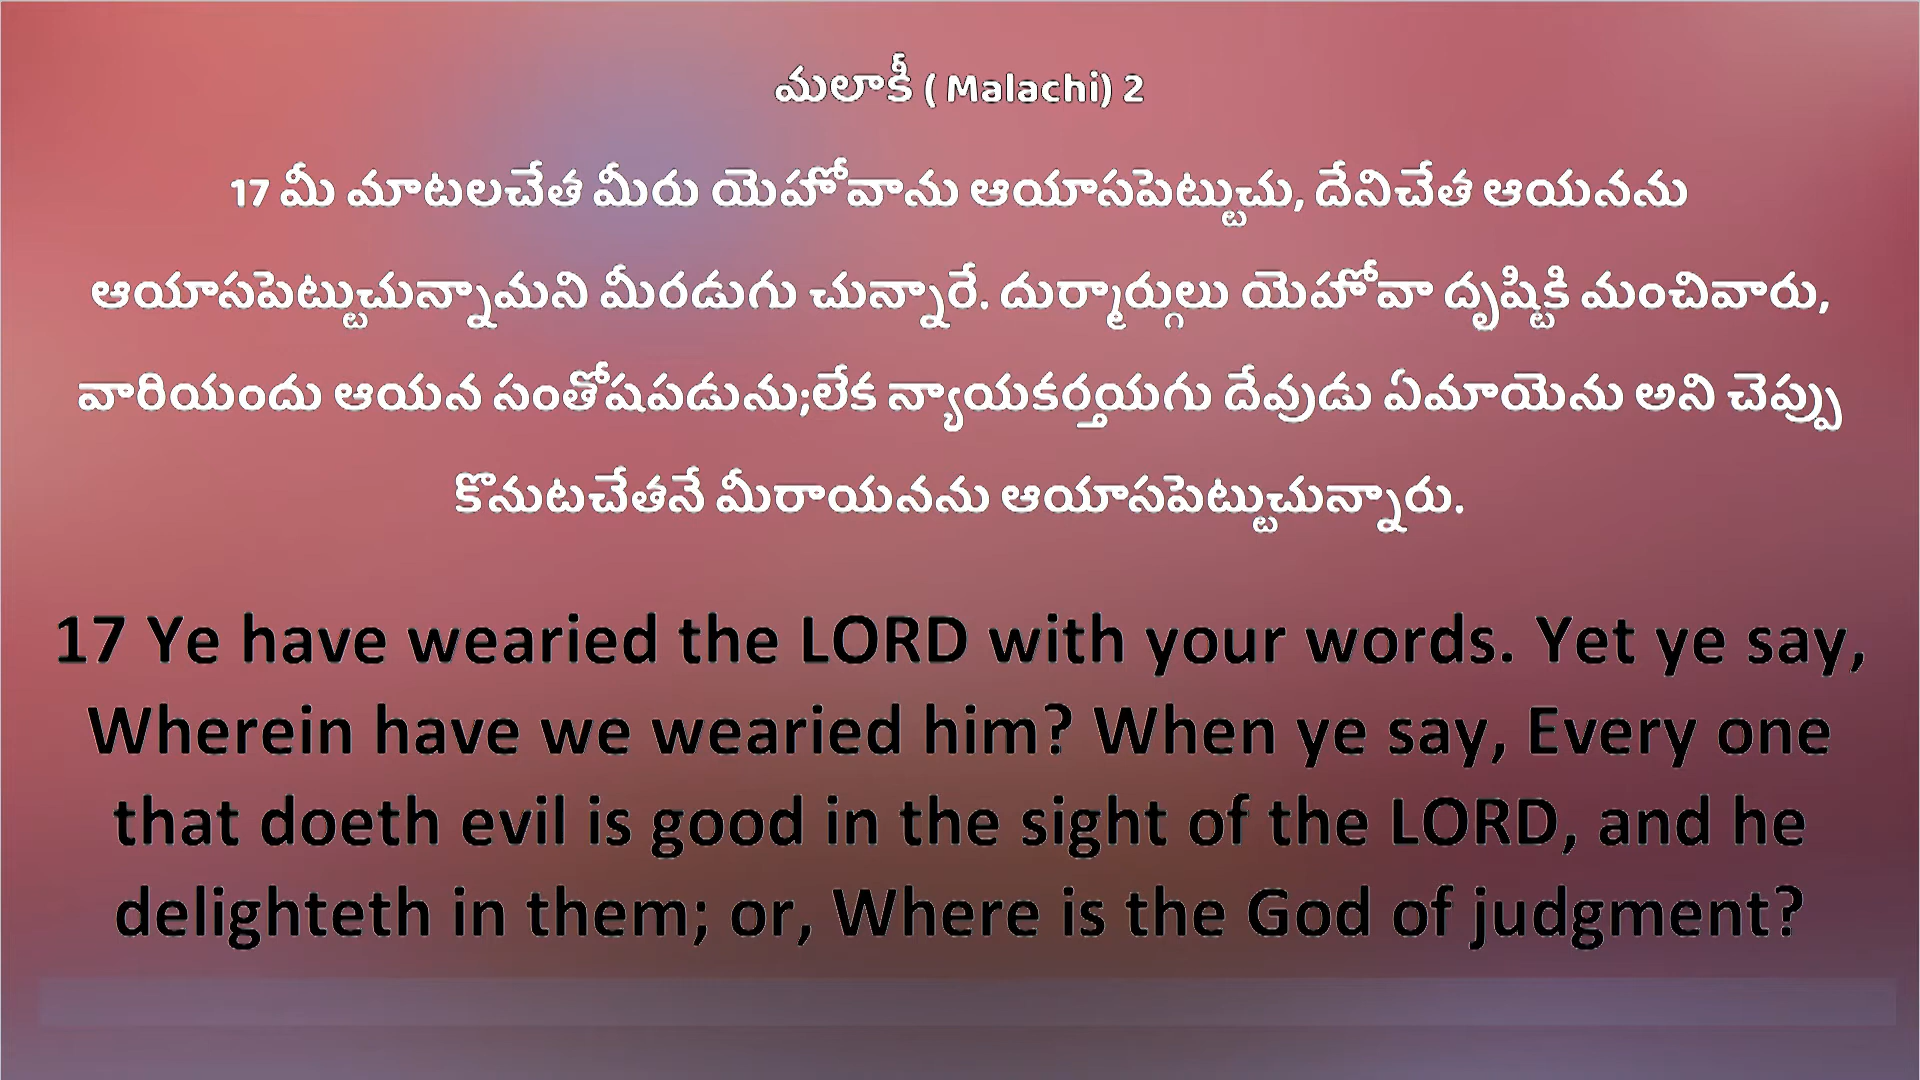 మలాకీ ( Malachi) 2
17 మీ మాటలచేత మీరు యెహోవాను ఆయాసపెట్టుచు, దేనిచేత ఆయనను
ఆయాసపెట్టుచున్నామని మీరడుగు చున్నారే. దుర్మార్గులు యెహోవా దృష్టికి మంచివారు,
వారియందు ఆయన సంతోషపడును;లేక న్యాయకర్తయగు దేవుడు ఏమాయెను అని చెప్పు
కొనుటచేతనే మీరాయనను ఆయాసపెట్టుచున్నారు.
17 Ye have wearied the LORD with your words. Yet ye say,
Wherein have we wearied him? When ye say, Every one
that doeth evil is good in the sight of the LORD, and he
delighteth in them; or, Where is the God of judgment?